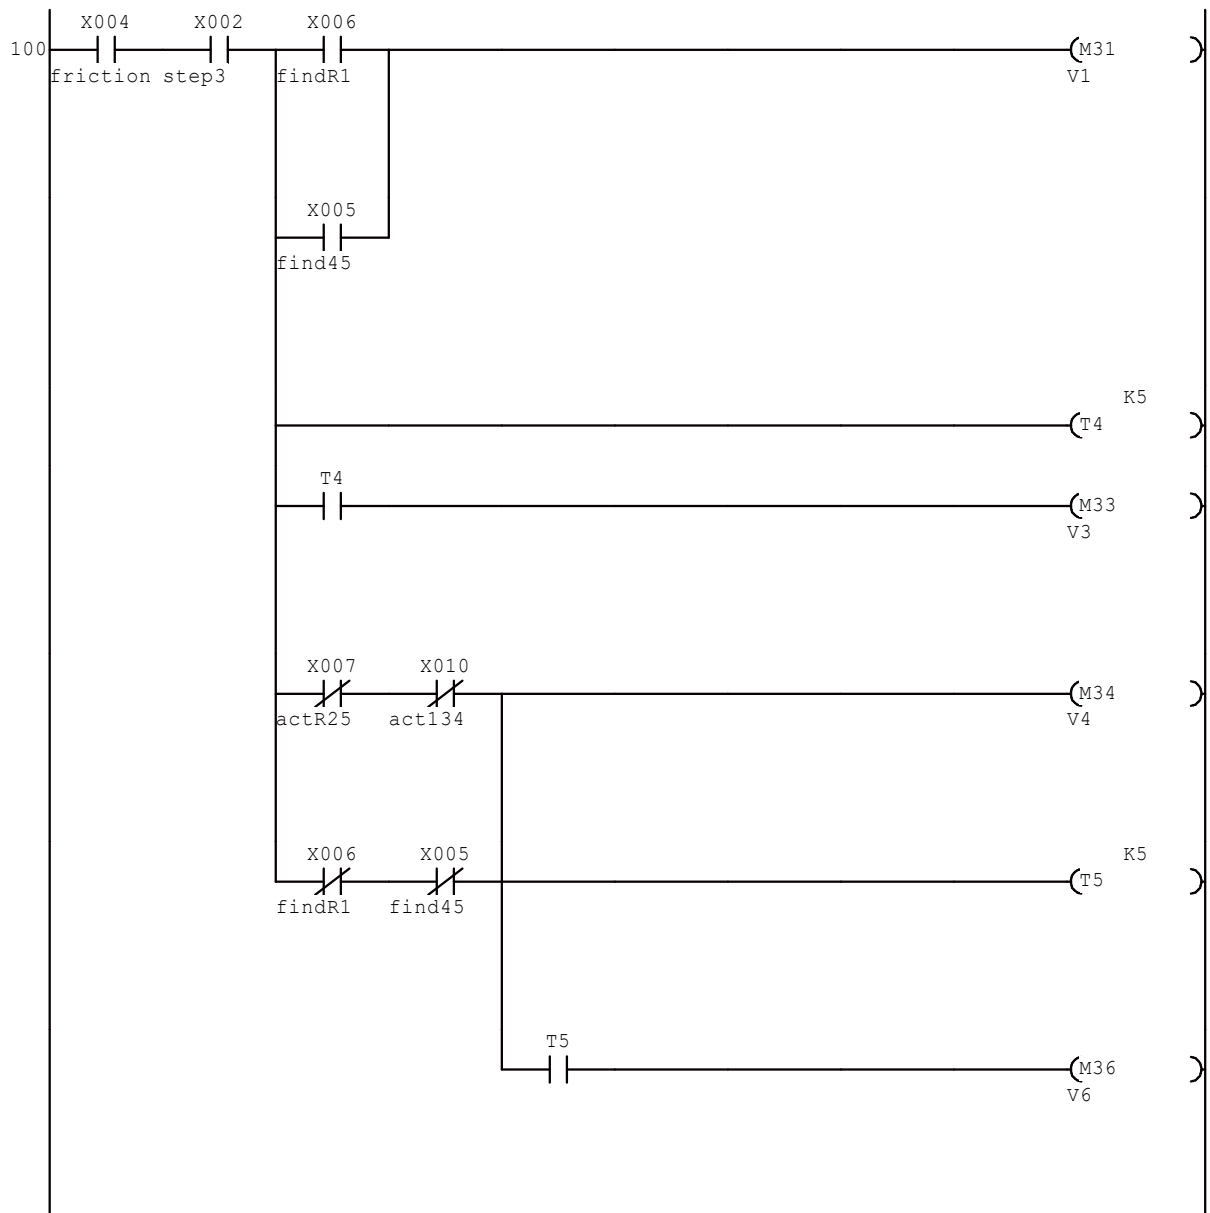 X004 X002 X006
100 M31
friction step3 findR1 V1
X005
find45
K5
T4
T4
M33
V3
X007 X010
M34
actR25 act134 V4
X006 X005 K5
T5
findR1 find45
T5
M36
V6